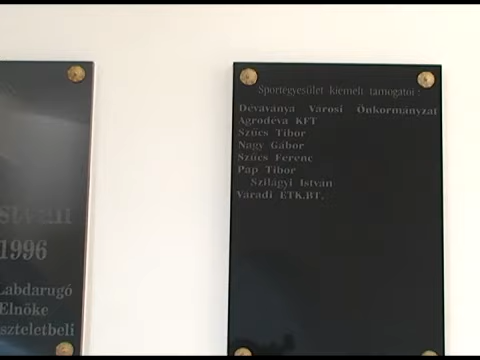 István
1996
Labdarugó
Elnöke
Sportegyesület kiemelt támogatói :
Dévaványa Városi Önkormányzat
Agrodéva KFT
Szűcs Tibor
Nagy Gábor
Szűcs Ferenc
Pap Tibor
Szilágyi István
Váradi ETK.BT.